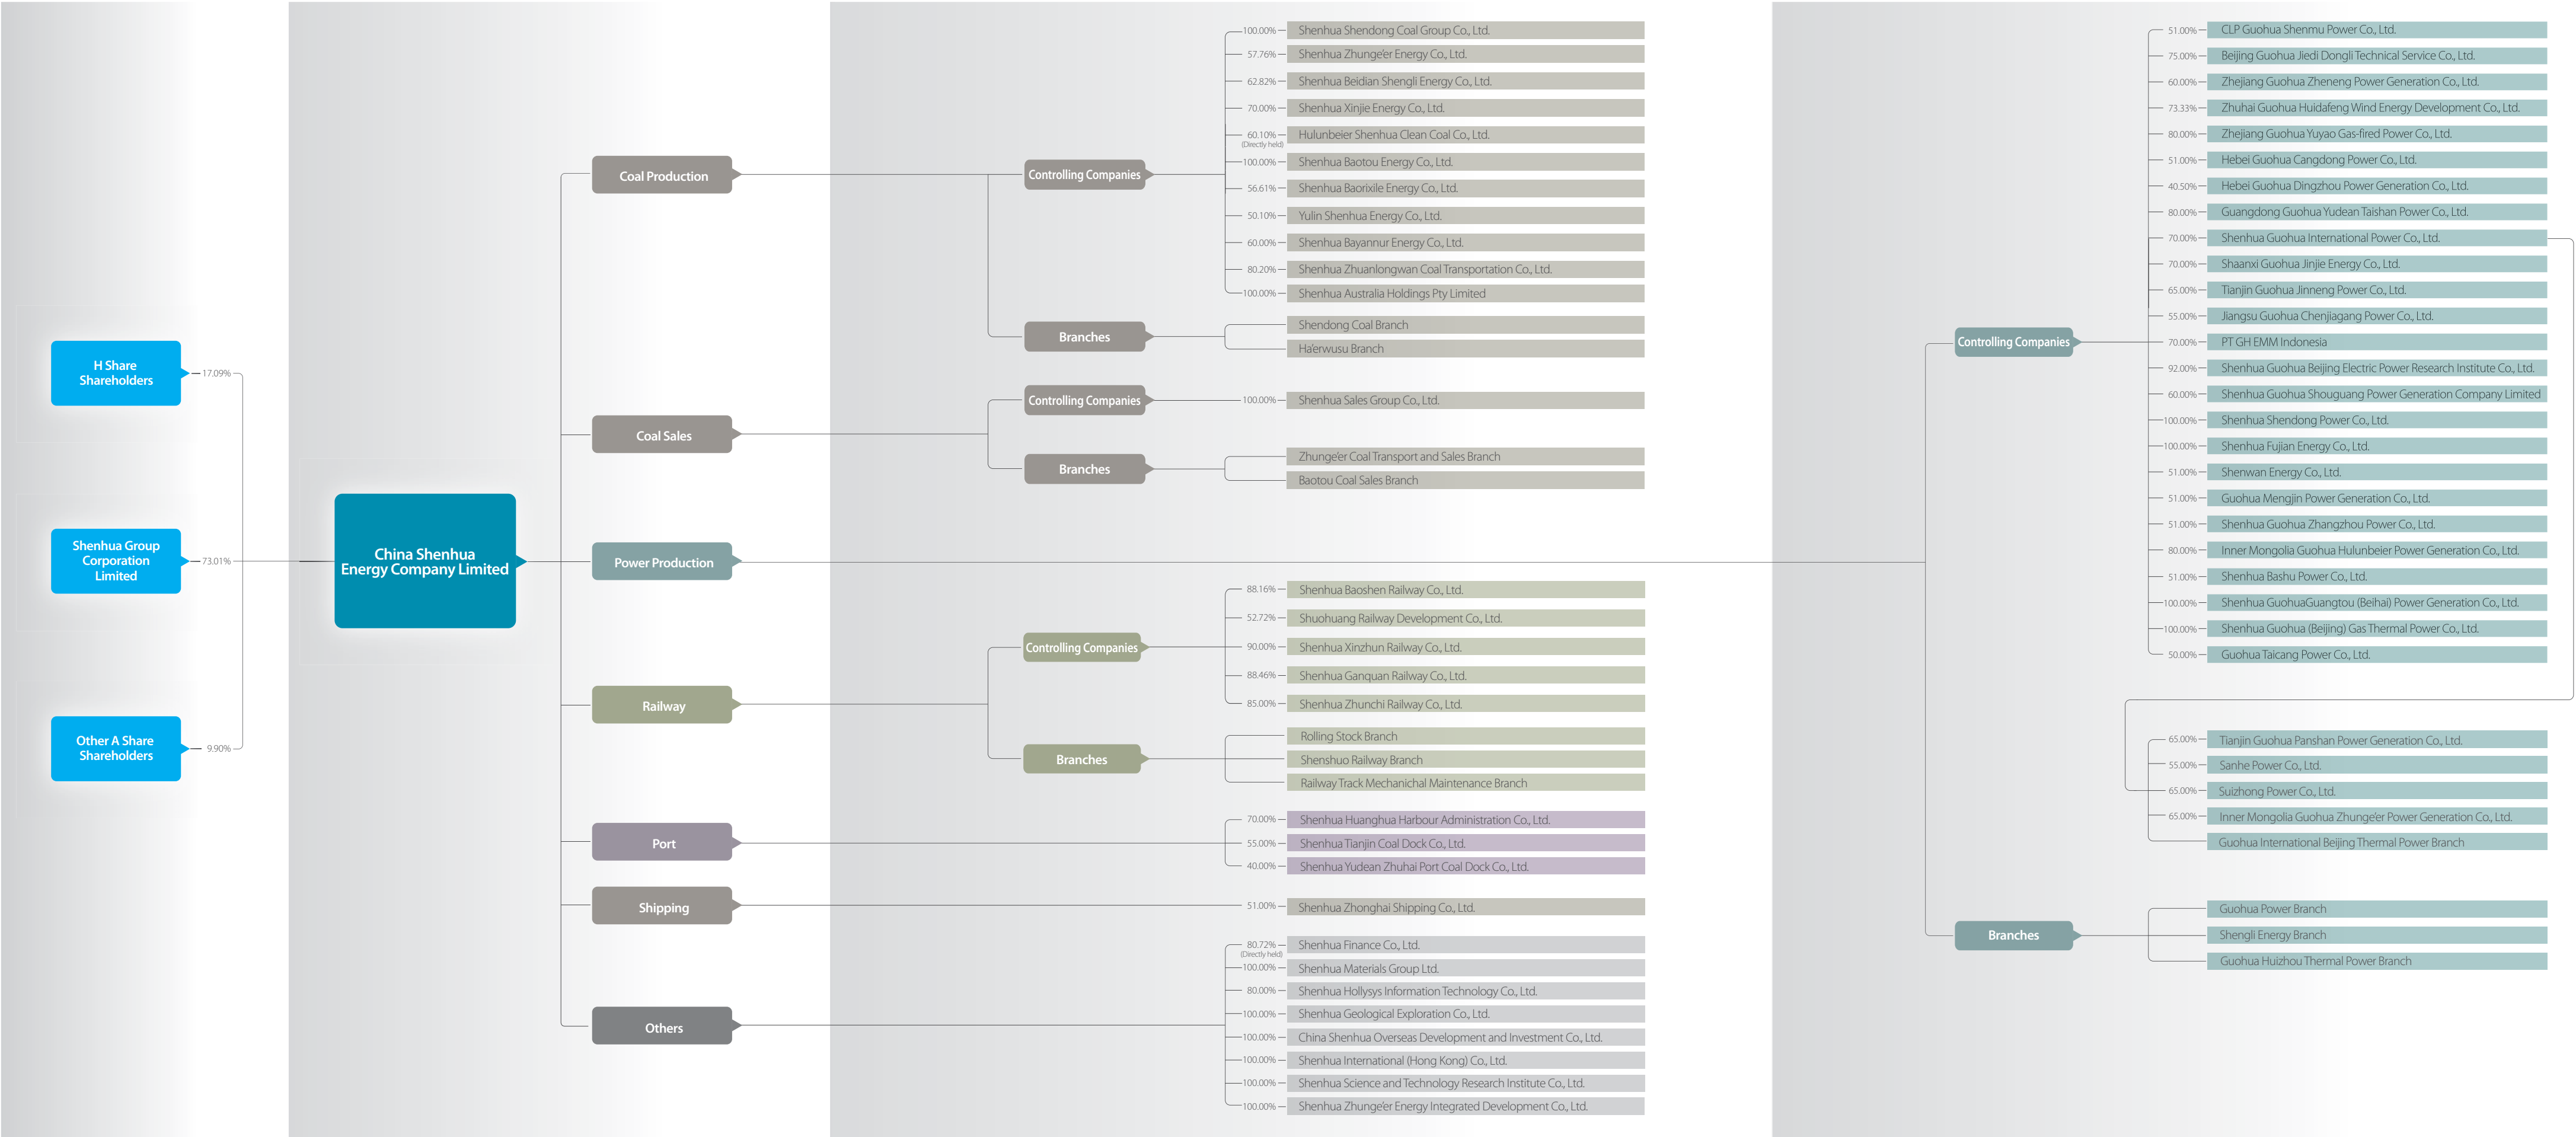 H Share
Shareholders
17.09%
Shenhua Group
Corporation
Limited
73.01%
Other A Share
Shareholders
9.90%
China Shenhua
Energy Company Limited
Coal Production
Controlling Companies
100.00% Shenhua Shendong Coal Group Co., Ltd.
57.76% Shenhua Zhunge'er Energy Co., Ltd.
62.82% Shenhua Beidian Shengli Energy Co., Ltd.
70.00% Shenhua Xinjie Energy Co., Ltd.
60.10% Hulunbeier Shenhua Clean Coal Co., Ltd.
(Directly held)
100.00% Shenhua Baotou Energy Co., Ltd.
56.61% Shenhua Baorixile Energy Co., Ltd.
50.10% Yulin Shenhua Energy Co., Ltd.
60.00% Shenhua Bayannur Energy Co., Ltd.
80.20% Shenhua Zhuanlongwan Coal Transportation Co., Ltd.
100.00% Shenhua Australia Holdings Pty Limited
Branches
Shendong Coal Branch
Ha'erwusu Branch
Coal Sales
Controlling Companies
100.00% Shenhua Sales Group Co., Ltd.
Branches
Zhunge'er Coal Transport and Sales Branch
Baotou Coal Sales Branch
Power Production
Railway
Controlling Companies
88.16% Shenhua Baoshen Railway Co., Ltd.
52.72% Shuohuang Railway Development Co., Ltd.
90.00% Shenhua Xinzhun Railway Co., Ltd.
88.46% Shenhua Ganquan Railway Co., Ltd.
85.00% Shenhua Zhunchi Railway Co., Ltd.
Branches
Rolling Stock Branch
Shenshuo Railway Branch
Railway Track Mechanichal Maintenance Branch
Port
70.00% Shenhua Huanghua Harbour Administration Co., Ltd.
55.00% Shenhua Tianjin Coal Dock Co., Ltd.
40.00% Shenhua Yudean Zhuhai Port Coal Dock Co., Ltd.
Shipping
51.00% Shenhua Zhonghai Shipping Co., Ltd.
Others
80.72% Shenhua Finance Co., Ltd.
(Directly held)
100.00% Shenhua Materials Group Ltd.
80.00% Shenhua Hollysys Information Technology Co., Ltd.
100.00% Shenhua Geological Exploration Co., Ltd.
100.00% China Shenhua Overseas Development and Investment Co., Ltd.
100.00% Shenhua International (Hong Kong) Co., Ltd.
100.00% Shenhua Science and Technology Research Institute Co., Ltd.
100.00% Shenhua Zhunge'er Energy Integrated Development Co., Ltd.
Controlling Companies
51.00% CLP Guohua Shenmu Power Co., Ltd.
75.00% Beijing Guohua Jiedi Dongli Technical Service Co., Ltd.
60.00% Zhejiang Guohua Zheneng Power Generation Co., Ltd.
73.33% Zhuhai Guohua Huidafeng Wind Energy Development Co., Ltd.
80.00% Zhejiang Guohua Yuyao Gas-fired Power Co., Ltd.
51.00% Hebei Guohua Cangdong Power Co., Ltd.
40.50% Hebei Guohua Dingzhou Power Generation Co., Ltd.
80.00% Guangdong Guohua Yudean Taishan Power Co., Ltd.
70.00% Shenhua Guohua International Power Co., Ltd.
70.00% Shaanxi Guohua Jinjie Energy Co., Ltd.
65.00% Tianjin Guohua Jinneng Power Co., Ltd.
55.00% Jiangsu Guohua Chenjiagang Power Co., Ltd.
70.00% PT GH EMM Indonesia
92.00% Shenhua Guohua Beijing Electric Power Research Institute Co., Ltd.
60.00% Shenhua Guohua Shouguang Power Generation Company Limited
100.00% Shenhua Shendong Power Co., Ltd.
100.00% Shenhua Fujian Energy Co., Ltd.
51.00% Shenwan Energy Co., Ltd.
51.00% Guohua Mengjin Power Generation Co., Ltd.
51.00% Shenhua Guohua Zhangzhou Power Co., Ltd.
80.00% Inner Mongolia Guohua Hulunbeier Power Generation Co., Ltd.
51.00% Shenhua Bashu Power Co., Ltd.
100.00% Shenhua GuohuaGuangtou (Beihai) Power Generation Co., Ltd.
100.00% Shenhua Guohua (Beijing) Gas Thermal Power Co., Ltd.
50.00% Guohua Taicang Power Co., Ltd.
65.00% Tianjin Guohua Panshan Power Generation Co., Ltd.
55.00% Sanhe Power Co., Ltd.
65.00% Suizhong Power Co., Ltd.
65.00% Inner Mongolia Guohua Zhunge'er Power Generation Co., Ltd.
Guohua International Beijing Thermal Power Branch
Branches
Guohua Power Branch
Shengli Energy Branch
Guohua Huizhou Thermal Power Branch